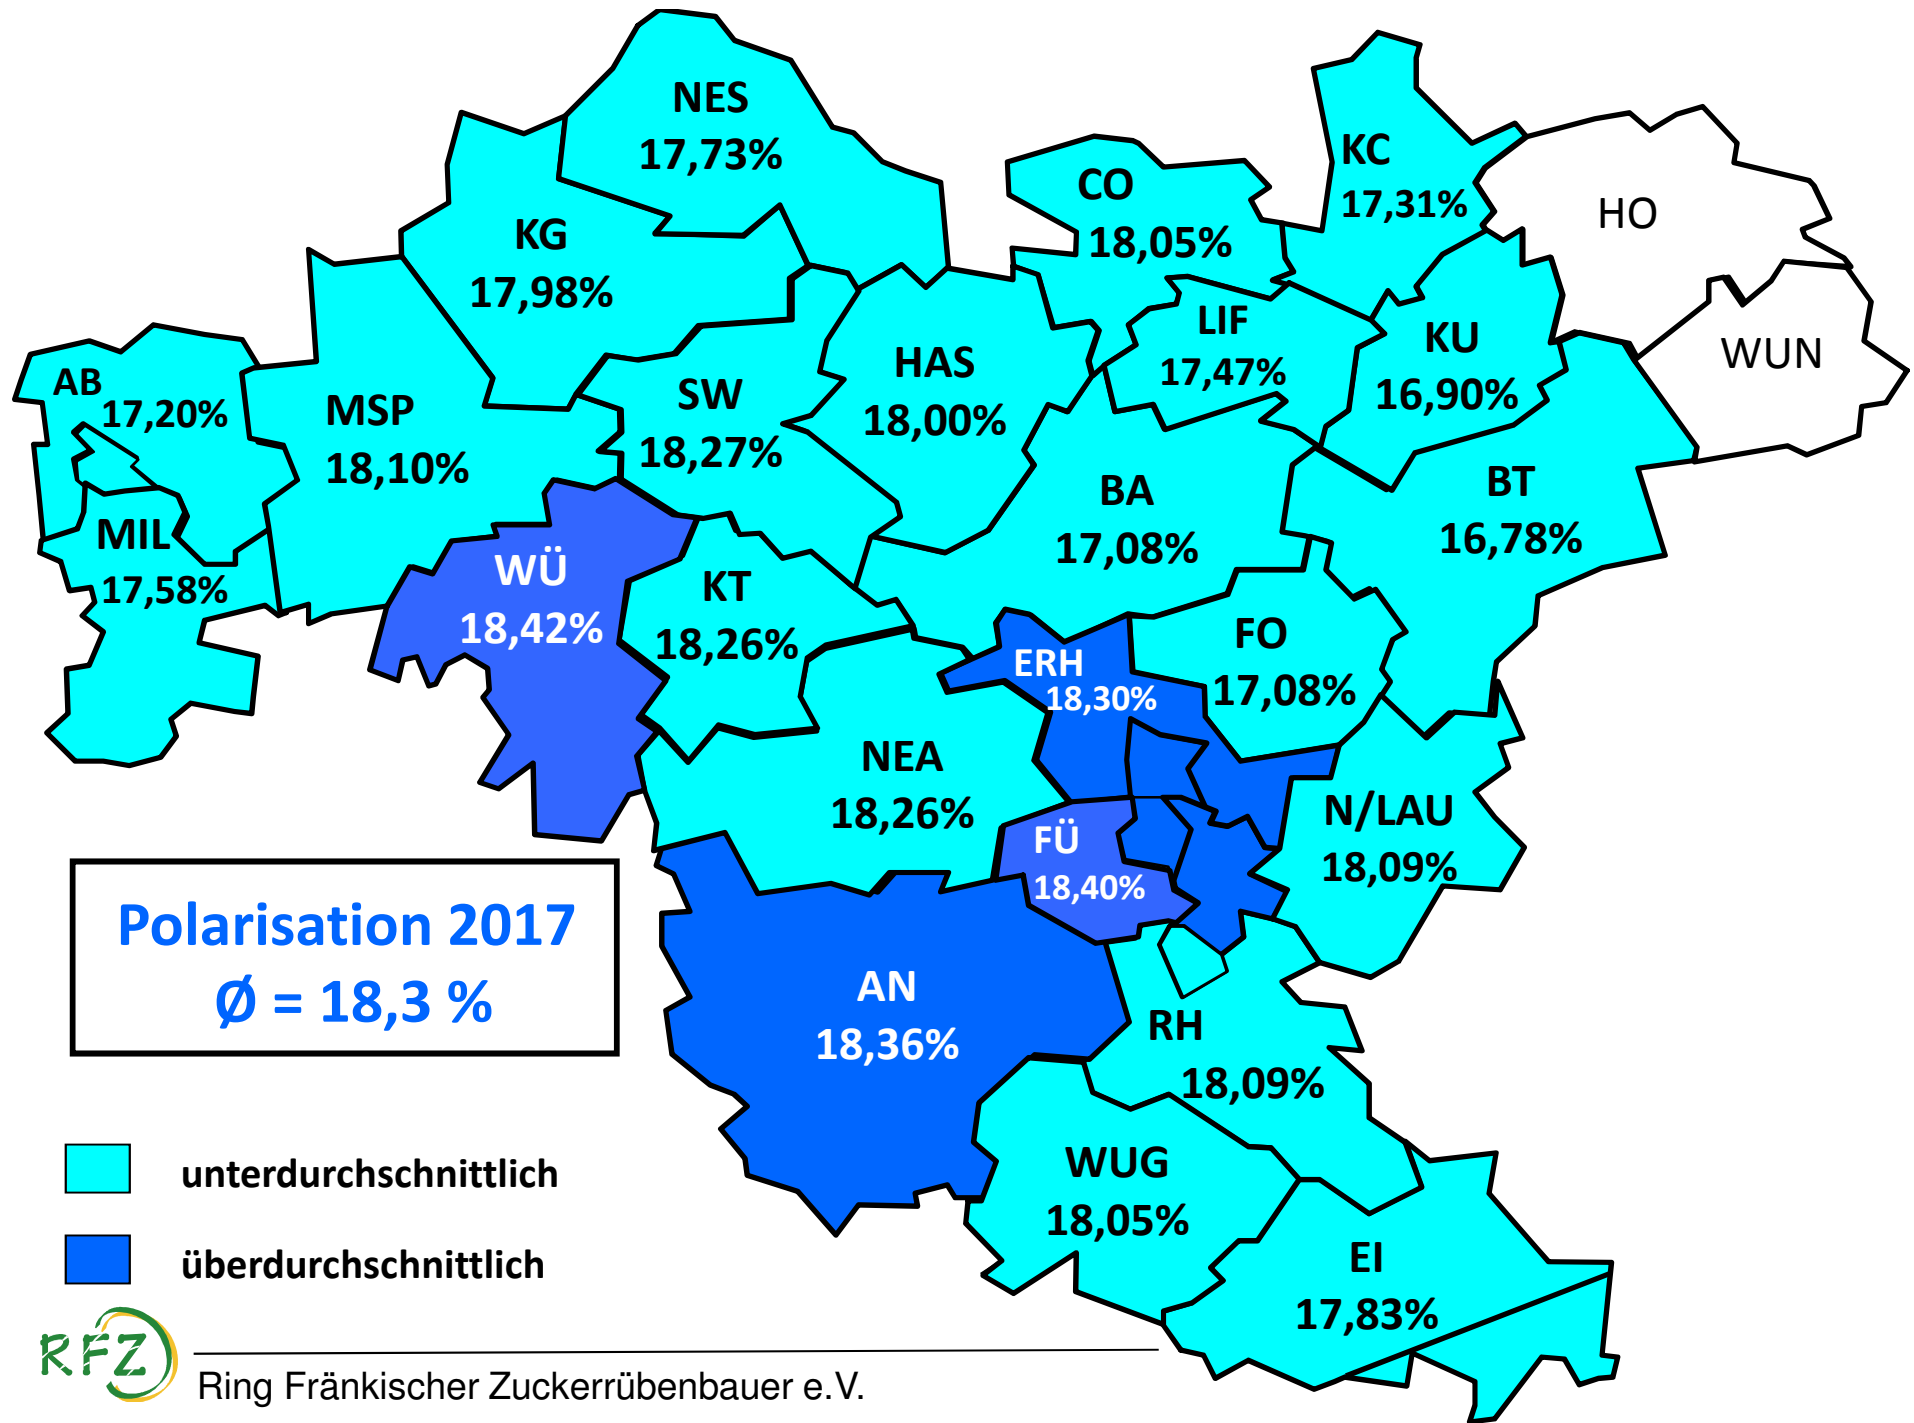 NES
17,73%
KC
17,31%
CO
18,05%
HO
KG
17,98%
LIF
17,47%
KU
16,90%
WUN
AB
17,20%
MSP
18,10%
SW
18,27%
HAS
18,00%
BA
17,08%
BT
16,78%
MIL
17,58%
WÜ
18,42%
KT
18,26%
ERH
18,30%
FO
17,08%
NEA
18,26%
FÜ
18,40%
N/LAU
18,09%
Polarisation 2017
Ø = 18,3 %
AN
18,36%
RH
18,09%
WUG
18,05%
EI
17,83%
unterdurchschnittlich
überdurchschnittlich
RFZ
Ring Fränkischer Zuckerrübenbauer e.V.